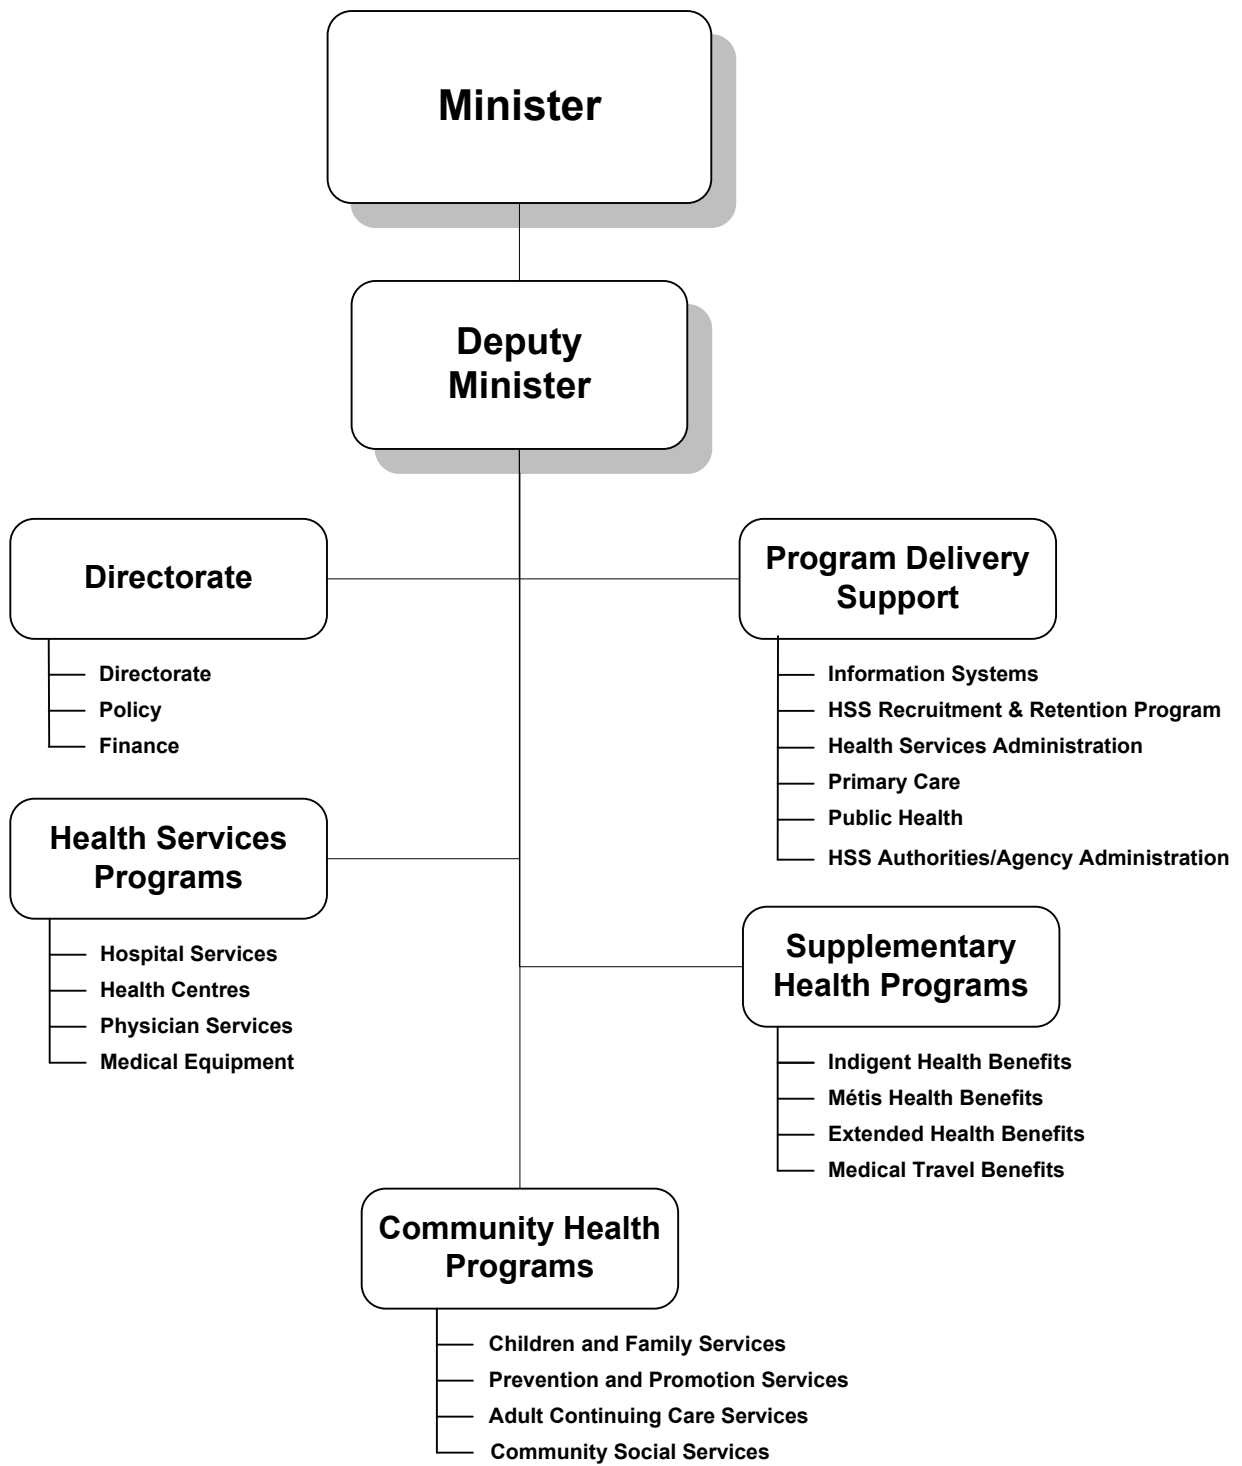 Minister
Deputy
Minister
Directorate
Directorate
Policy
Finance
Program Delivery
Support
Information Systems
HSS Recruitment & Retention Program
Health Services Administration
Primary Care
Public Health
HSS Authorities/Agency Administration
Health Services
Programs
Hospital Services
Health Centres
Physician Services
Medical Equipment
Supplementary
Health Programs
Indigent Health Benefits
Métis Health Benefits
Extended Health Benefits
Medical Travel Benefits
Community Health
Programs
Children and Family Services
Prevention and Promotion Services
Adult Continuing Care Services
Community Social Services